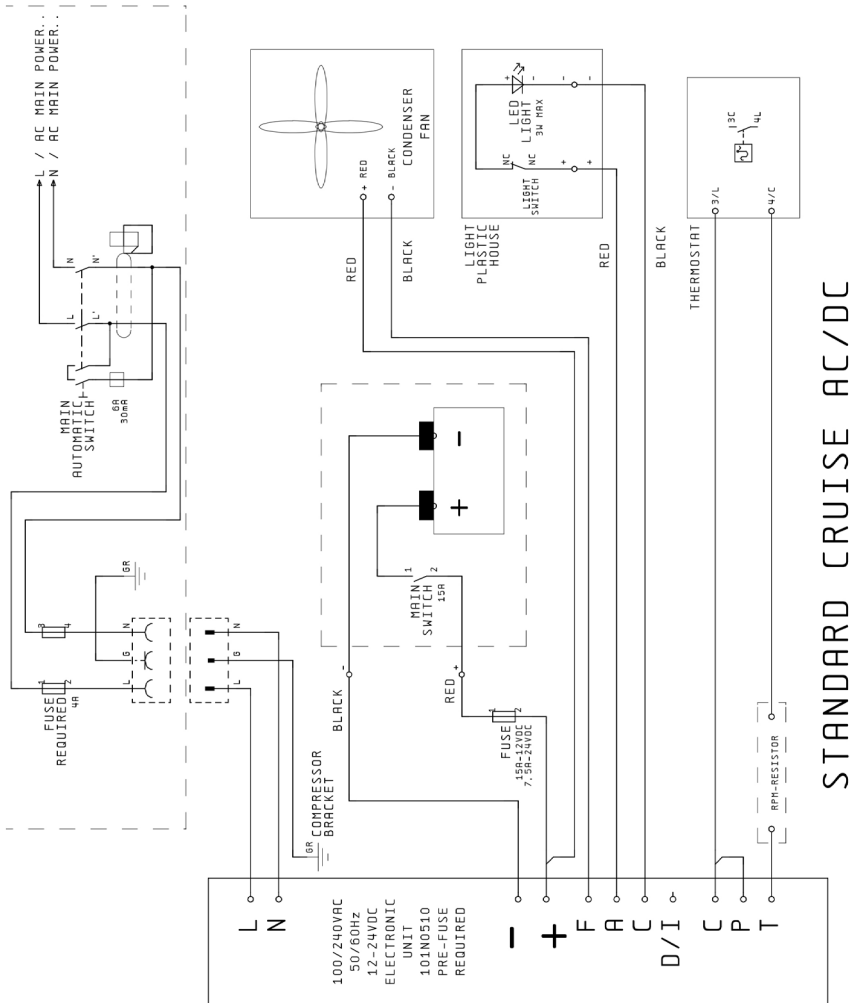 L / AC MAIN POWER..
N / AC MAIN POWER..
N
N'
L
L'
6A
30mA
MAIN
AUTOMATIC
SWITCH
GR
3
4
N
G
1
2
L
FUSE
REQUIRED
4A
N
G
L
GR
COMPRESSOR
BRACKET
CONDENSER
FAN
+ RED
- BLACK
RED
BLACK
+
-
LED
LIGHT
3W MAX
-
-
NC
NC
LIGHT
SWITCH
+
+
LIGHT
PLASTIC
HOUSE
RED
BLACK
3C
4L
3/L
4/C
THERMOSTAT
-
+
1
2
MAIN
SWITCH
15A
-
BLACK
+
RED
1
2
FUSE
15A-12VDC
7.5A-24VDC
RPM-RESISTOR
L
N
100/240VAC
50/60Hz
12-24VDC
ELECTRONIC
UNIT
101N0510
PRE-FUSE
REQUIRED
-
+
F
A
C
D/I
C
P
T
STANDARD CRUISE AC/DC